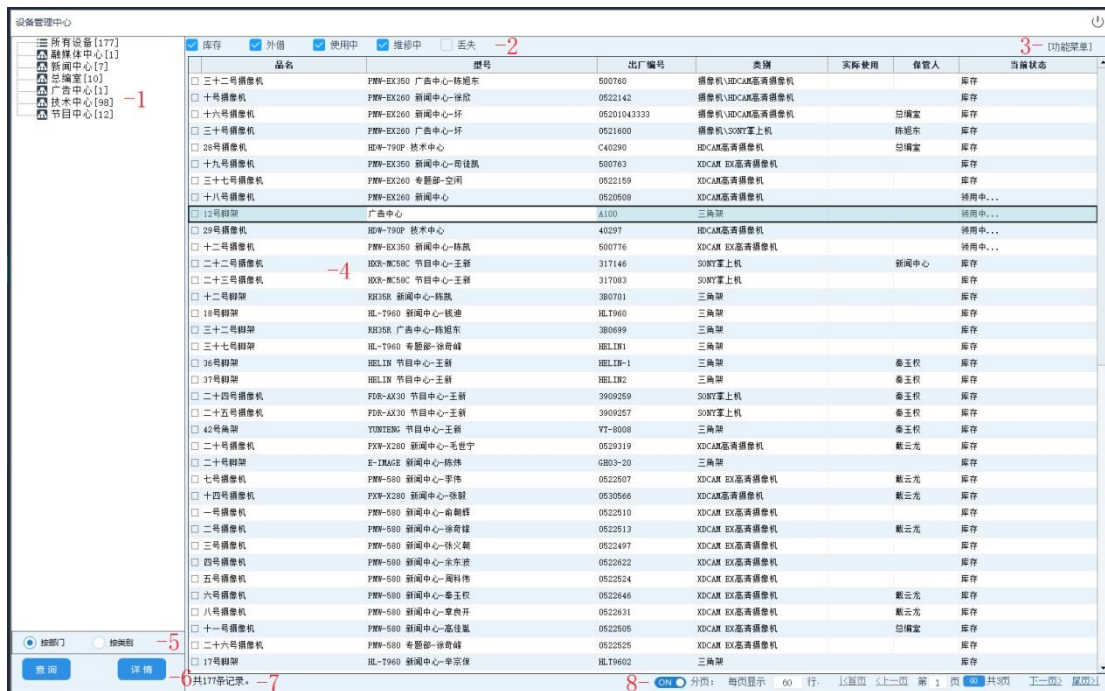 设备管理中心
所有设备[177]
融媒体中心[1]
新闻中心[7]
总编室[10]
广告中心[1]
技术中心[98]
节目中心[12]
-1
库存 外借 使用中 维修中 丢失 -2
3- [功能菜单]
品名 型号 出厂编号 类别 实际使用 保管人 当前状态
三十二号摄像机 PMW-EX350 广告中心-陈旭东 500760 摄像机\HDCAM高清摄像机 库存
十号摄像机 PMW-EX260 新闻中心-徐欣 0522142 摄像机\HDCAM高清摄像机 库存
十六号摄像机 PMW-EX260 新闻中心-坏 05201043333 摄像机\HDCAM高清摄像机 总编室 库存
三十号摄像机 PMW-EX260 广告中心-坏 0521600 摄像机\SONY掌上机 陈旭东 库存
28号摄像机 HDW-790P 技术中心 C40290 HDCAM高清摄像机 总编室 库存
十九号摄像机 PMW-EX350 新闻中心-司徒凯 500763 XDCAM EX高清摄像机 库存
三十七号摄像机 PMW-EX260 专题部-空闲 0522159 XDCAM高清摄像机 库存
十八号摄像机 PMW-EX260 新闻中心 0520508 XDCAM高清摄像机 领用中...
12号脚架 广告中心 A100 三角架 领用中...
29号摄像机 HDW-790P 技术中心 40297 HDCAM高清摄像机 领用中...
十二号摄像机 PMW-EX350 新闻中心-陈凯 500776 XDCAM EX高清摄像机 领用中...
二十二号摄像机 HXR-MC58C 节目中心-王新 317146 SONY掌上机 新闻中心 库存
-4
二十三号摄像机 HXR-MC58C 节目中心-王新 317083 SONY掌上机 库存
十二号脚架 RH35R 新闻中心-陈凯 3B0701 三角架 库存
18号脚架 HL-T960 新闻中心-钱迪 HLT960 三角架 库存
三十二号脚架 RH35R 广告中心-陈旭东 3B0699 三角架 库存
三十七号脚架 HL-T960 专题部-徐奇峰 HELIN1 三角架 库存
36号脚架 HELIN 节目中心-王新 HELIN-1 三角架 秦玉权 库存
37号脚架 HELIN 节目中心-王新 HELIN2 三角架 秦玉权 库存
二十四号摄像机 FDR-AX30 节目中心-王新 3909259 SONY掌上机 秦玉权 库存
二十五号摄像机 FDR-AX30 节目中心-王新 3909257 SONY掌上机 秦玉权 库存
42号角架 YUNTENG 节目中心-王新 VT-8008 三角架 秦玉权 库存
二十号摄像机 PXW-X280 新闻中心-毛世宁 0529319 XDCAM高清摄像机 戴云龙 库存
二十号脚架 E-IMAGE 新闻中心-陈炜 GH03-20 三角架 库存
七号摄像机 PMW-580 新闻中心-李伟 0522507 XDCAM EX高清摄像机 戴云龙 库存
十四号摄像机 PXW-X280 新闻中心-张毅 0530566 XDCAM EX高清摄像机 戴云龙 库存
一号摄像机 PMW-580 新闻中心-俞朝辉 0522510 XDCAM EX高清摄像机 库存
二号摄像机 PMW-580 新闻中心-徐奇锋 0522513 XDCAM EX高清摄像机 戴云龙 库存
三号摄像机 PMW-580 新闻中心-张义朝 0522497 XDCAM EX高清摄像机 库存
四号摄像机 PMW-580 新闻中心-余东波 0522622 XDCAM EX高清摄像机 库存
五号摄像机 PMW-580 新闻中心-周科伟 0522524 XDCAM EX高清摄像机 库存
六号摄像机 PMW-580 新闻中心-秦玉权 0522646 XDCAM EX高清摄像机 戴云龙 库存
八号摄像机 PMW-580 新闻中心-章良开 0522631 XDCAM EX高清摄像机 戴云龙 库存
十一号摄像机 PMW-580 新闻中心-高佳胤 0522505 XDCAM EX高清摄像机 总编室 库存
二十六号摄像机 PMW-580 专题部-徐奇峰 0522525 XDCAM EX高清摄像机 库存
17号脚架 HL-T960 新闻中心-辛宗保 HLT9602 三角架 库存
按部门 按类别 -5
查询 详情 -6
共177条记录。 -7
8- ON 分页: 每页显示 60 行. |<首页 <上一页 第 1 页 GO 共3页 下一页> 尾页>|